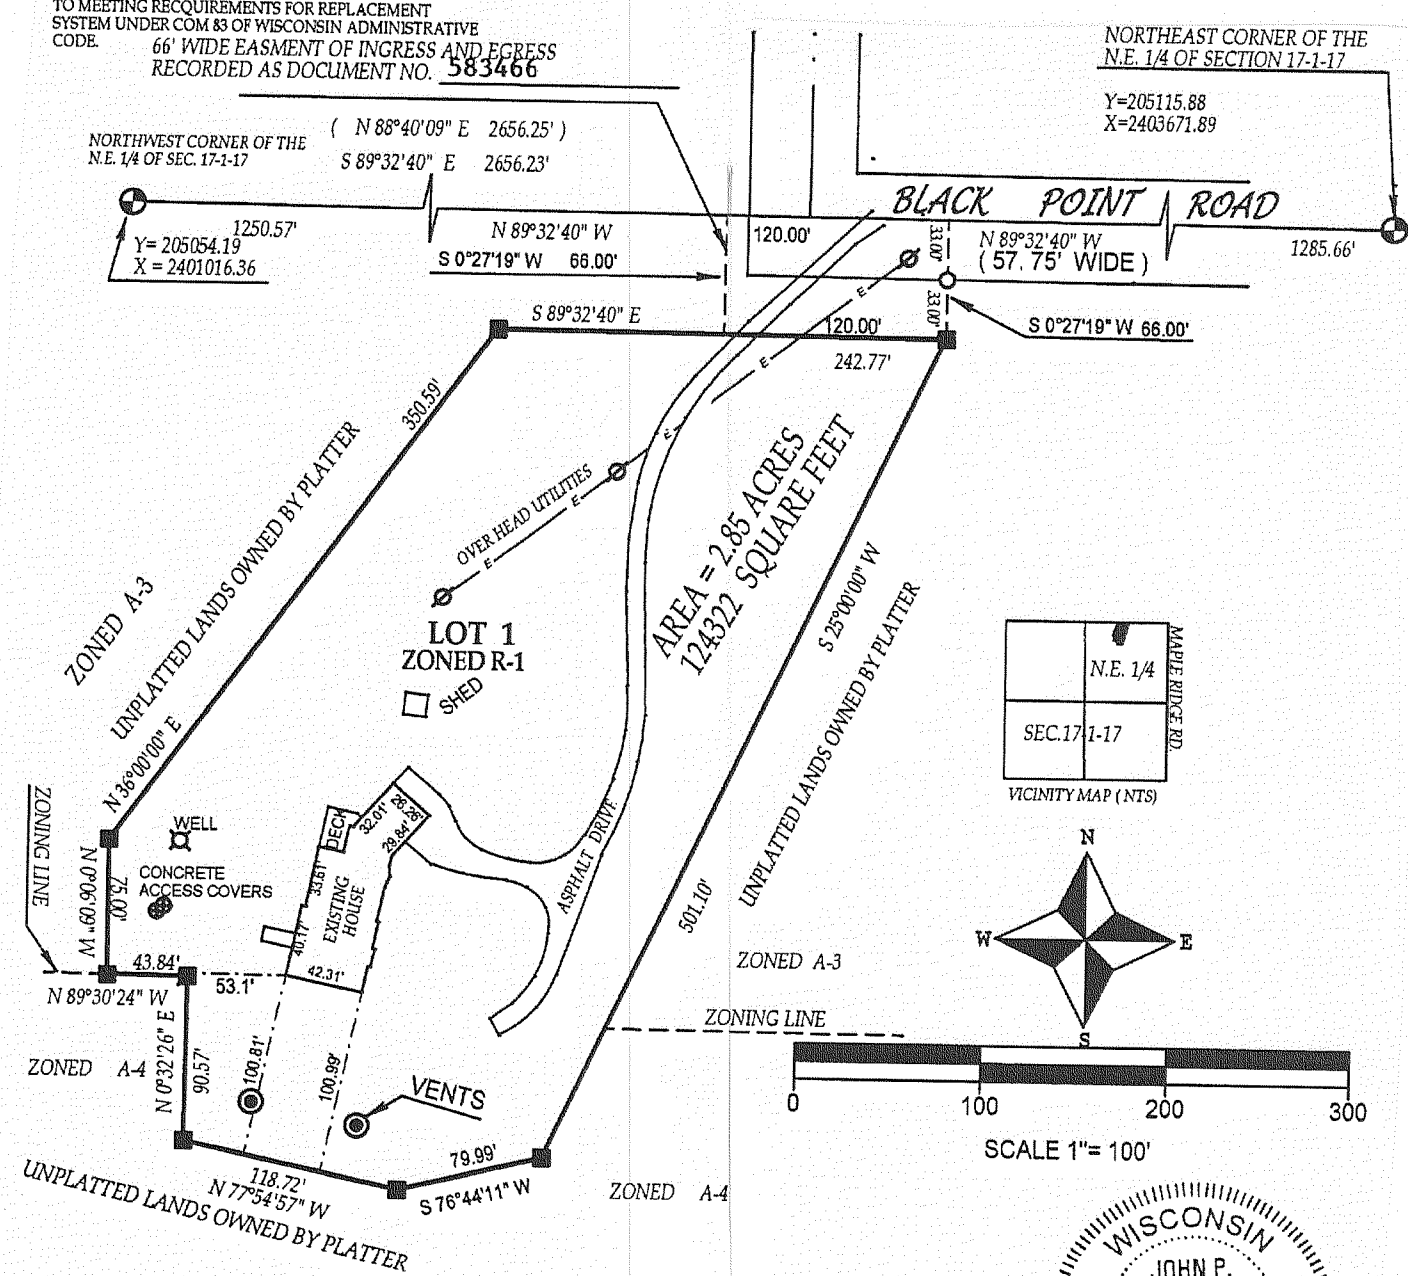 TO MEETING RECQUIREMENTS FOR REPLACEMENT
SYSTEM UNDER COM 83 OF WISCONSIN ADMINISTRATIVE
CODE.
66' WIDE EASMENT OF INGRESS AND EGRESS
RECORDED AS DOCUMENT NO. 583466
NORTHEAST CORNER OF THE
N.E. 1/4 OF SECTION 17-1-17
Y=205115.88
X=2403671.89
NORTHWEST CORNER OF THE
N.E. 1/4 OF SEC. 17-1-17
( N 88°40'09" E 2656.25' )
S 89°32'40" E 2656.23'
BLACK POINT ROAD
1250.57'
N 89°32'40" W
120.00'
33.00'
N 89°32'40" W
( 57. 75' WIDE )
1285.66'
Y= 205054.19
X = 2401016.36
S 0°27'19" W 66.00'
E
33.00'
S 0°27'19" W 66.00'
S 89°32'40" E
120.00'
242.77'
E
350.59'
E
OVER HEAD UTILITIES
E
E
AREA = 2.85 ACRES
124322 SQUARE FEET
S 25°00'00" W
UNPLATTED LANDS OWNED BY PLATTER
ZONED A-3
UNPLATTED LANDS OWNED BY PLATTER
N 36°00'00" E
LOT 1
ZONED R-1
SHED
N.E. 1/4
MAPLE RIDGE RD.
SEC.17-1-17
VICINITY MAP ( NTS)
ZONING LINE
WELL
CONCRETE
ACCESS COVERS
N 0°06'09" W
75.00'
DECK
32.01'
26.26'
29.84'
33.61'
EXISTING
HOUSE
40.17'
42.31'
ASPHALT DRIVE
501.10'
N
W
E
S
ZONED A-3
ZONING LINE
43.84'
N 89°30'24" W
53.1'
ZONED A-4
N 0°32'26" E
90.57'
100.81'
100.99'
VENTS
0 100 200 300
SCALE 1"= 100'
118.72'
N 77°54'57" W
79.99'
S 76°44'11" W
ZONED A-4
UNPLATTED LANDS OWNED BY PLATTER
WISCONSIN
JOHN P.